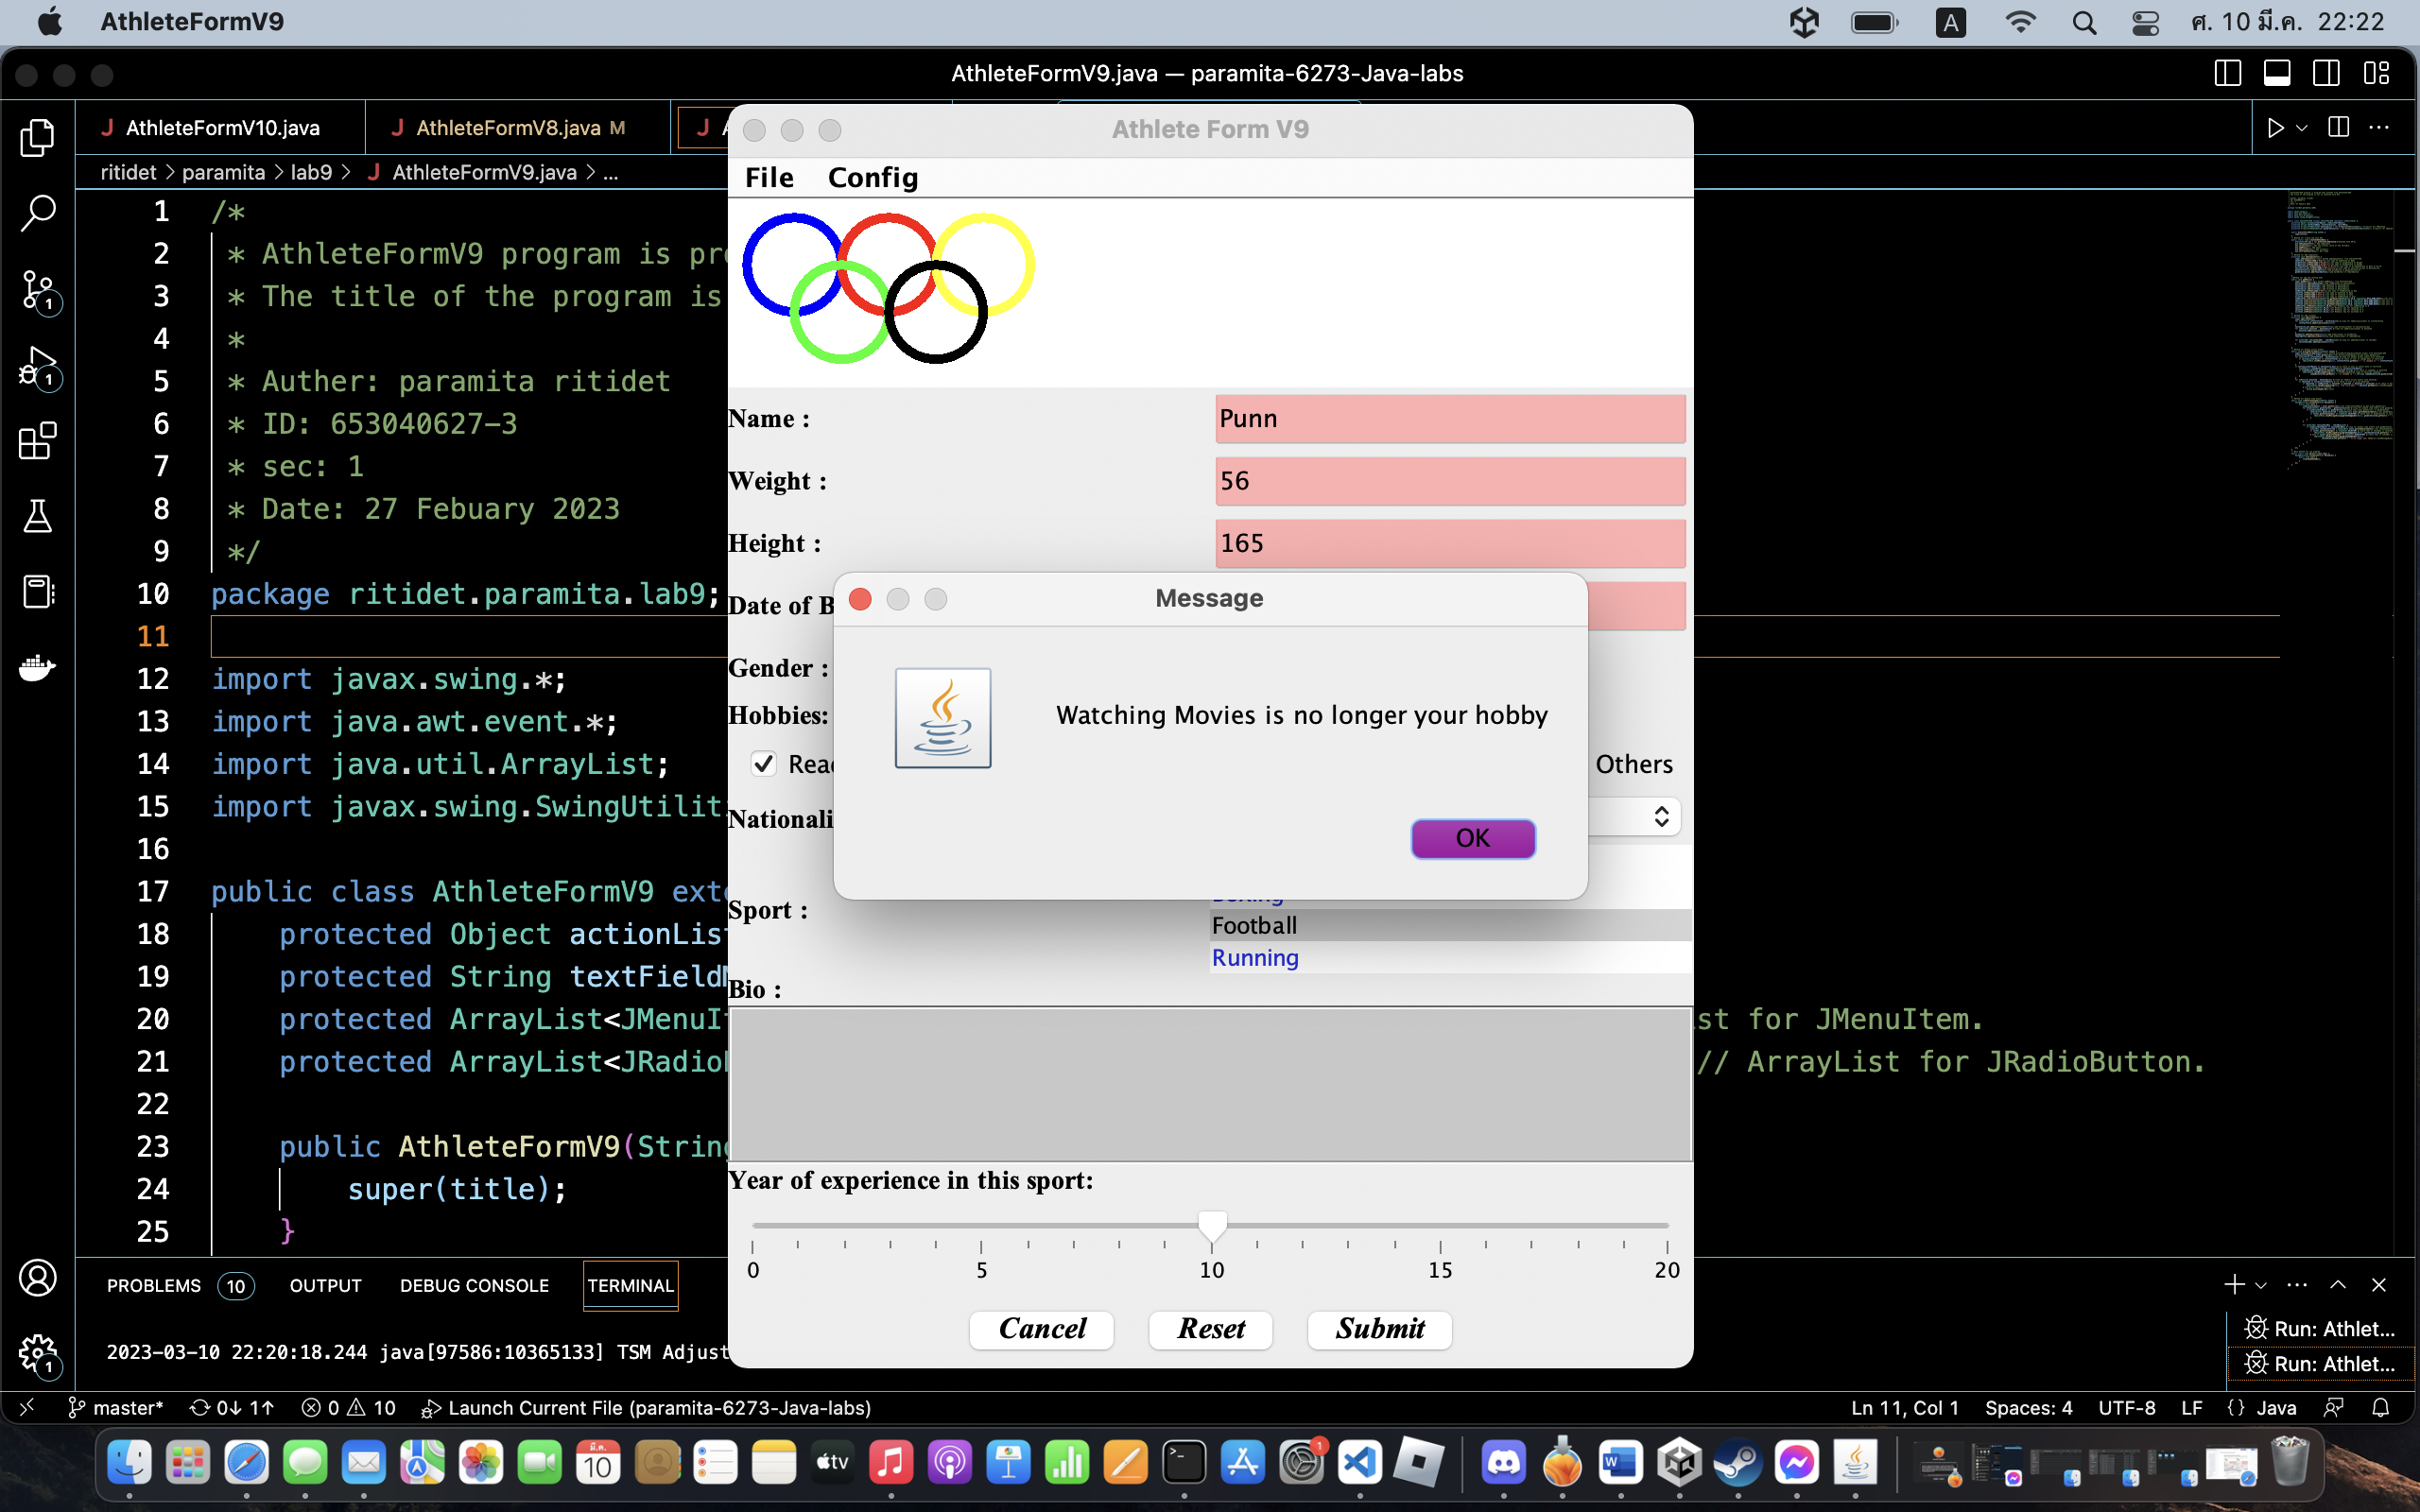 AthleteFormV9
A
ศ. 10 มี.ค. 22:22
AthleteFormV9.java — paramita-6273-Java-labs
AthleteFormV10.java
AthleteFormV8.java M
Athlete Form V9
ritidet > paramita > lab9 > AthleteFormV9.java > ...
File Config
1 /*
2 * AthleteFormV9 program is
3 * The title of the program is
4 *
5 * Auther: paramita ritidet
6 * ID: 653040627-3
7 * sec: 1
8 * Date: 27 Febuary 2023
9 */
10 package ritidet.paramita.lab9;
11
12 import javax.swing.*;
13 import java.awt.event.*;
14 import java.util.ArrayList;
15 import javax.swing.SwingUtiliti
16
17 public class AthleteFormV9 exte
18 protected Object actionLis
19 protected String textField
20 protected ArrayList<JMenuI
st for JMenuItem.
21 protected ArrayList<JRadio
// ArrayList for JRadioButton.
22
23 public AthleteFormV9(String
24 super(title);
25 }
Name :
Punn
Weight :
56
Height :
165
Date of B
Gender :
Hobbies:
Read
Others
Nationali
Sport :
Boxing
Football
Running
Bio :
Message
Watching Movies is no longer your hobby
OK
Year of experience in this sport:
0 5 10 15 20
Cancel Reset Submit
PROBLEMS 10 OUTPUT DEBUG CONSOLE TERMINAL
2023-03-10 22:20:18.244 java[97586:10365133] TSM Adjust
Run: Athlet...
Run: Athlet...
master* 0↓ 1↑ 0 10 Launch Current File (paramita-6273-Java-labs)
Ln 11, Col 1 Spaces: 4 UTF-8 LF {} Java
มี.ค.
10
tv
1